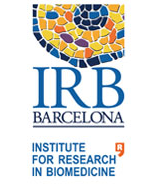 IRB
BARCELONA
INSTITUTE
FOR RESEARCH
IN BIOMEDICINE